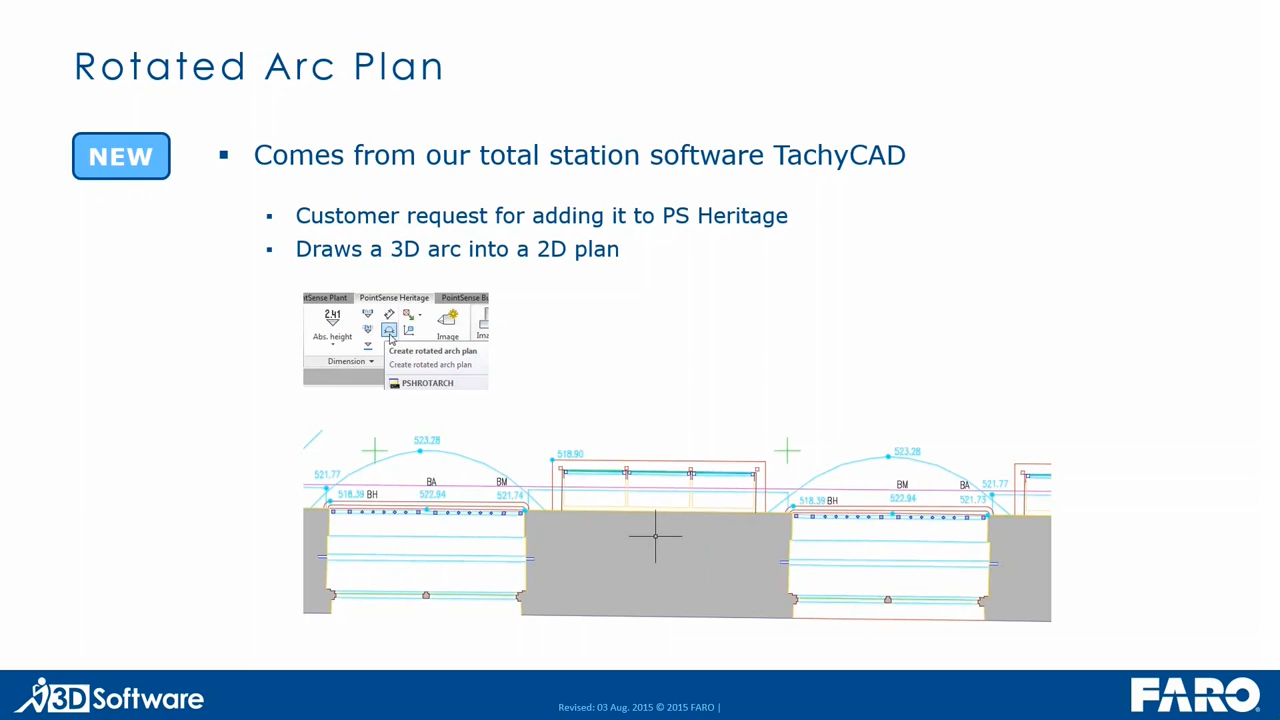 Rotated Arc Plan
NEW
▪ Comes from our total station software TachyCAD
▪ Customer request for adding it to PS Heritage
▪ Draws a 3D arc into a 2D plan
PointSense Heritage
2.41
Abs. height
Image
Create rotated arch plan
Dimension
Create rotated arch plan
PSHROTARCH
523.28
518.90
523.28
521.77
BA
BM
BM
BA
521.77
518.39 BH
522.94
521.74
518.39 BH
522.94
521.73
3D Software
Revised: 03 Aug. 2015 © 2015 FARO |
FARO